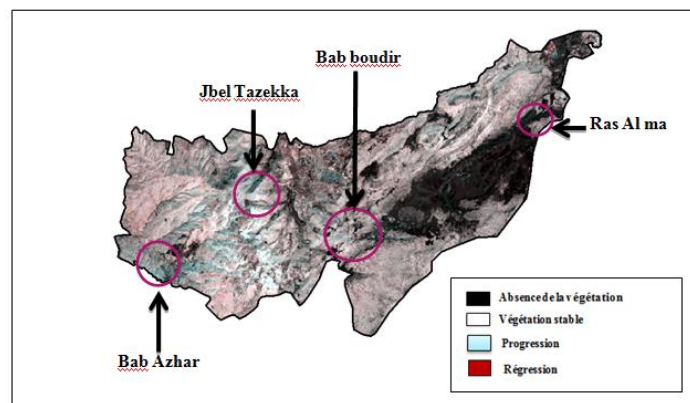 Bab boudir
Jbel Tazekka
Ras Al ma
Bab Azhar
Absence de la végétation
Végétation stable
Progression
Régression